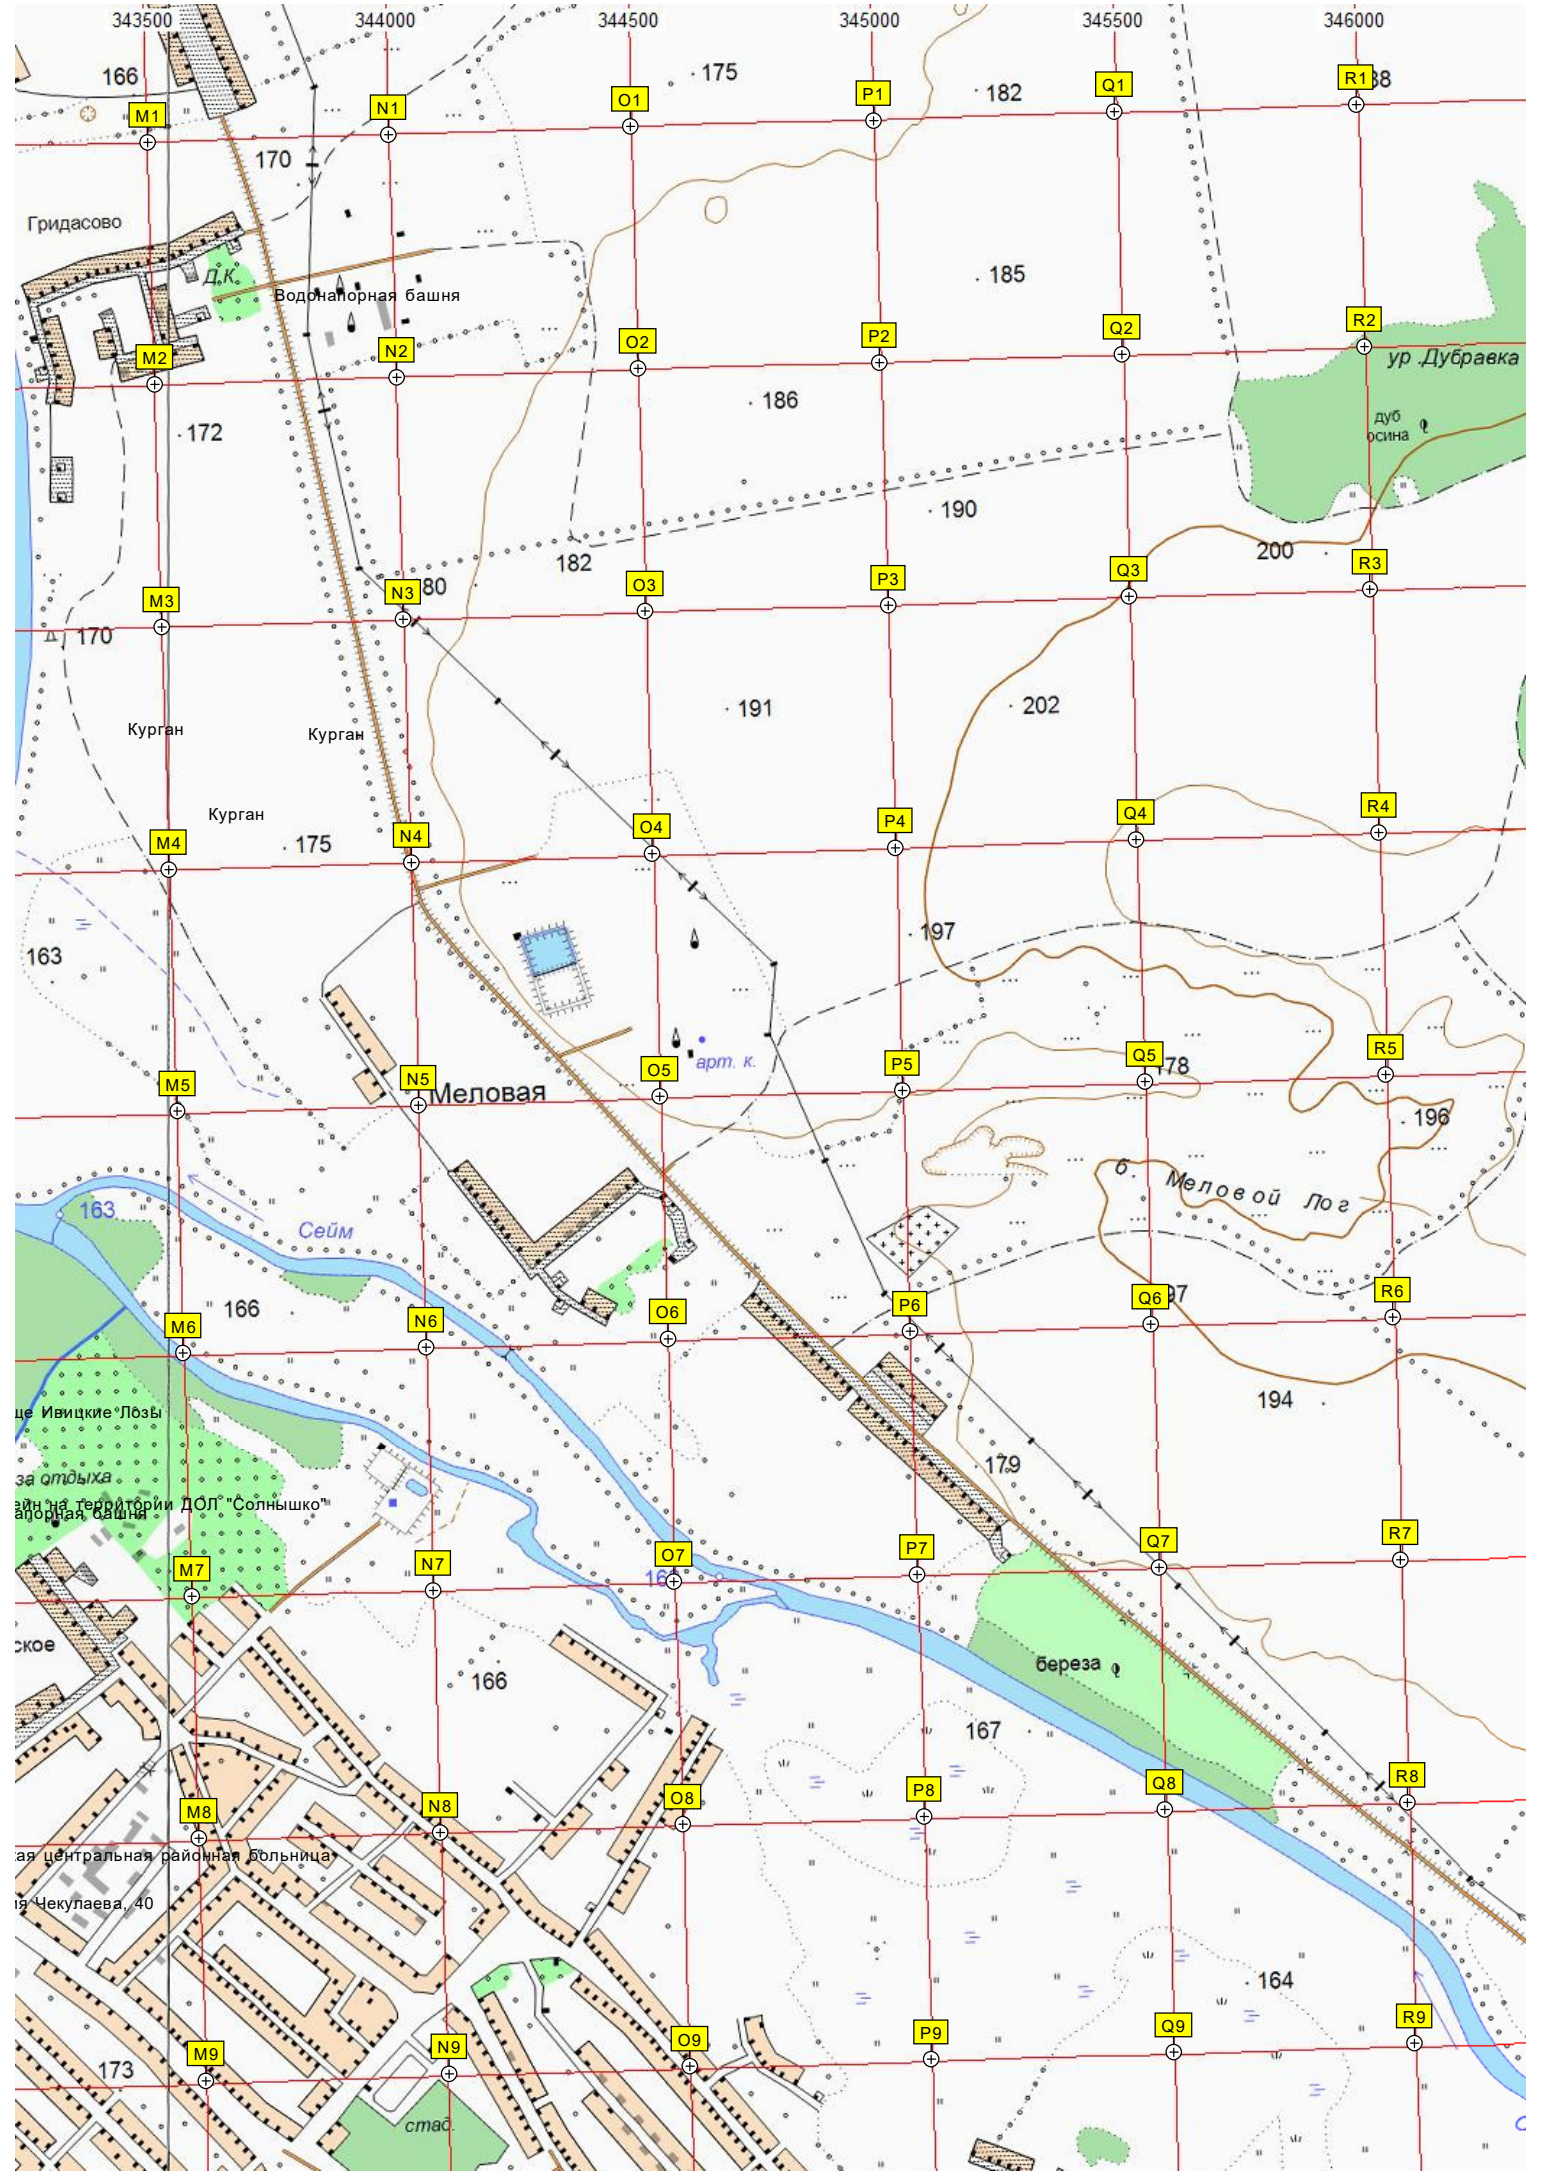 343500 344000 344500 345000 345500 346000
166 175 182
M1 N1 O1 P1 Q1 R1
170
Гридасово
Д.К.
Водонапорная башня
185
M2 N2 O2 P2 Q2 R2
ур .Дубравка
186
дуб
осина
172
190
182
200
M3 N3 80 O3 P3 Q3 R3
170
191 202
Курган Курган
Курган
175
M4 N4 O4 P4 Q4 R4
163
197
арт. к.
M5 N5 O5 P5 Q5 R5
178
Меловая
196
б. Меловой Лог
163
Сейм
166
M6 N6 O6 P6 Q6 R6
97
194
це Ивицкие Лозы
за отдыха
179
ейн на территории ДОЛ "Солнышко"
апорная башня
M7 N7 O7 P7 Q7 R7
16
ское
166
береза
167
M8 N8 O8 P8 Q8 R8
кая центральная районная больница
ия Чекулаева, 40
164
M9 N9 O9 P9 Q9 R9
173
стад.